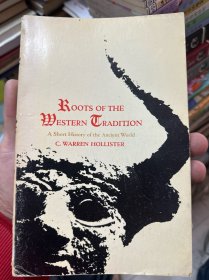 ROOTS OF THE
WESTERN TRADITION
A Short History of the Ancient World
C. WARREN HOLLISTER